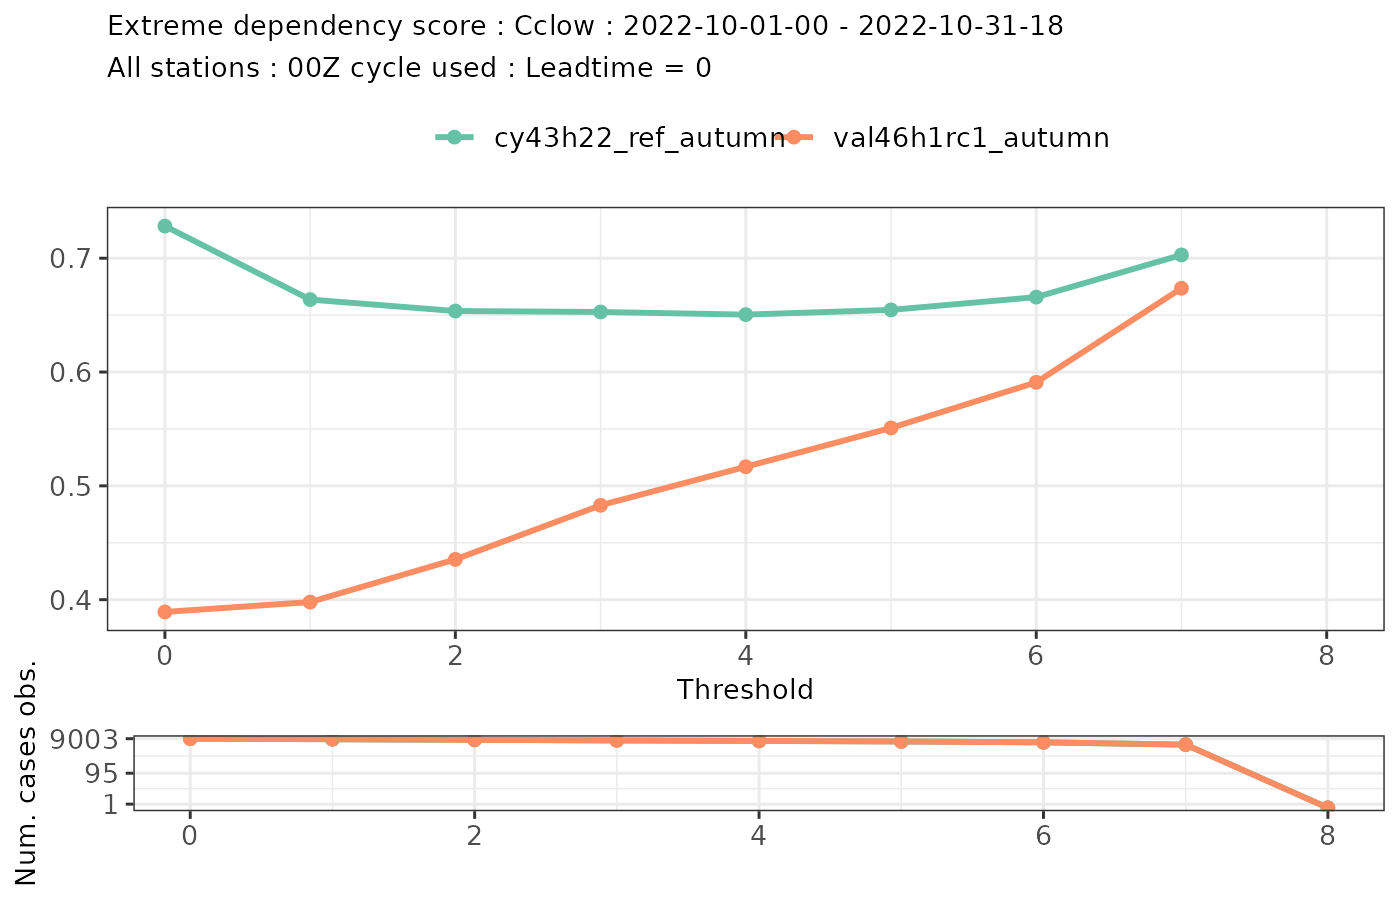 Extreme dependency score : Cclow : 2022-10-01-00 - 2022-10-31-18
All stations : 00Z cycle used : Leadtime = 0
cy43h22_ref_autumn val46h1rc1_autumn
0.7
0.6
0.5
0.4
0 2 4 6 8
Threshold
Num. cases obs.
9003
95
1
0 2 4 6 8